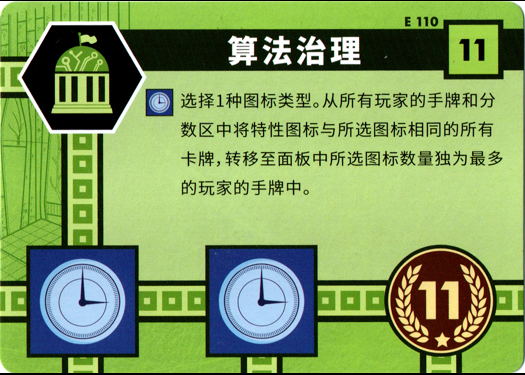 E 110
算法治理
11
选择1种图标类型。从所有玩家的手牌和分
数区中将特性图标与所选图标相同的所有
卡牌，转移至面板中所选图标数量独为最多
的玩家的手牌中。
11